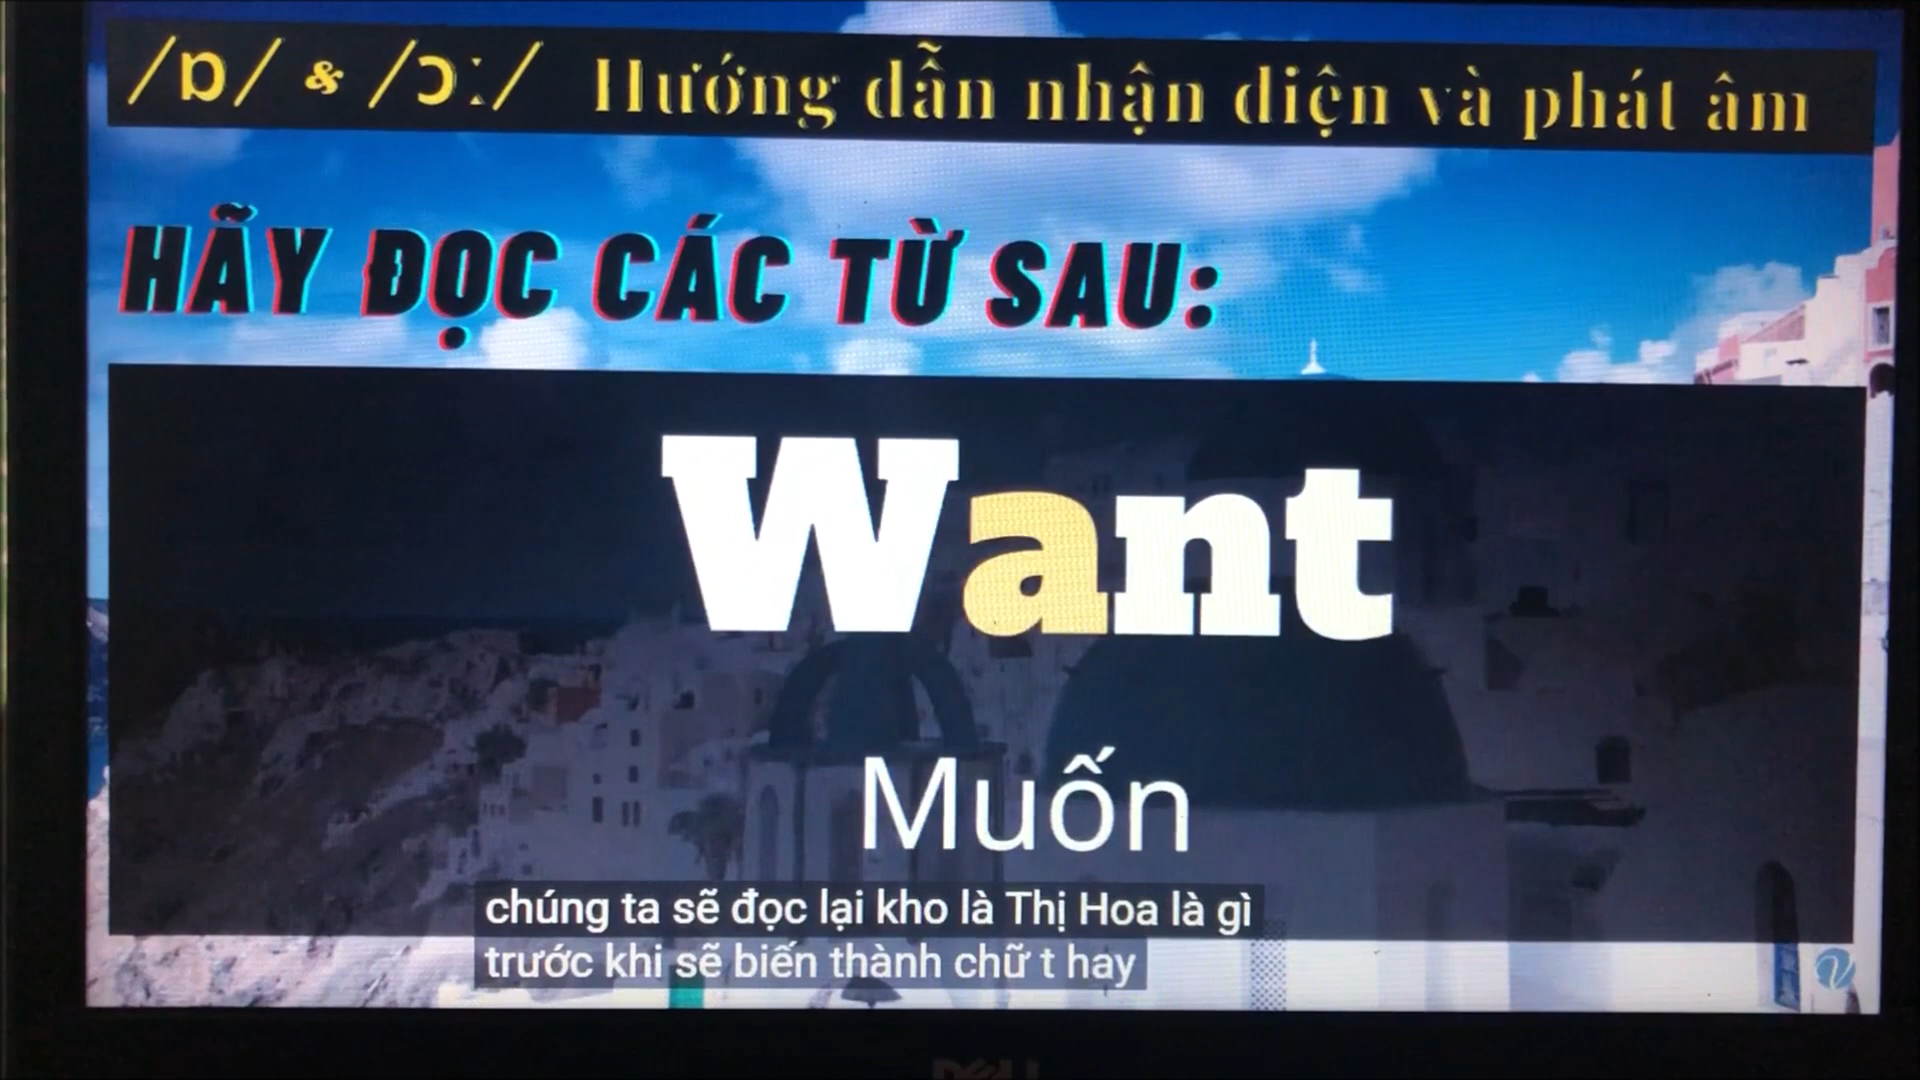 /ɒ/ & /ɔː/ Hướng dẫn nhận diện và phát âm
HÃY ĐỌC CÁC TỪ SAU:
Want
Muốn
chúng ta sẽ đọc lại kho là Thị Hoa là gì
trước khi sẽ biến thành chữ t hay
DELL